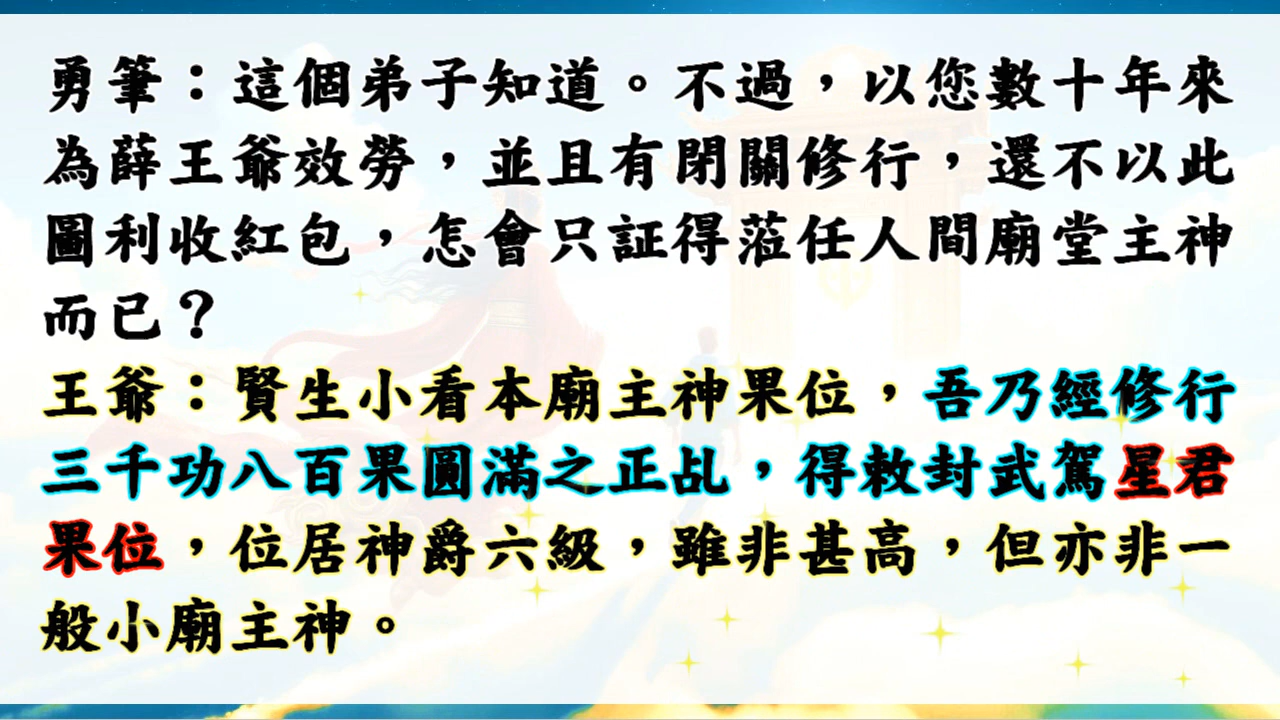 勇筆：這個弟子知道。不過，以您數十年來
為薛王爺效勞，並且有閉關修行，還不以此
圖利收紅包，怎會只証得蒞任人間廟堂主神
而已？
王爺：賢生小看本廟主神果位，吾乃經修行
三千功八百果圓滿之正乩，得敕封武駕星君
果位，位居神爵六級，雖非甚高，但亦非一
般小廟主神。